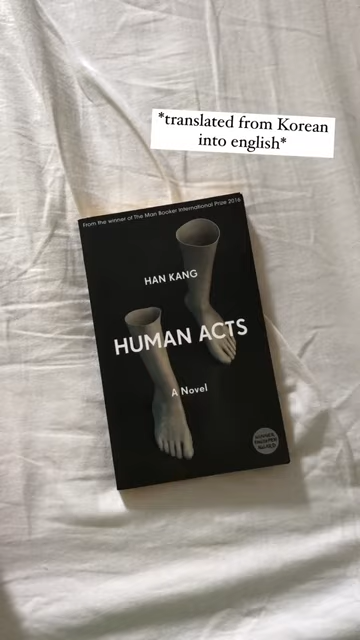 *translated from Korean
into english*
From the winner of The Man Booker International Prize 2016
HAN KANG
HUMAN ACTS
A Novel